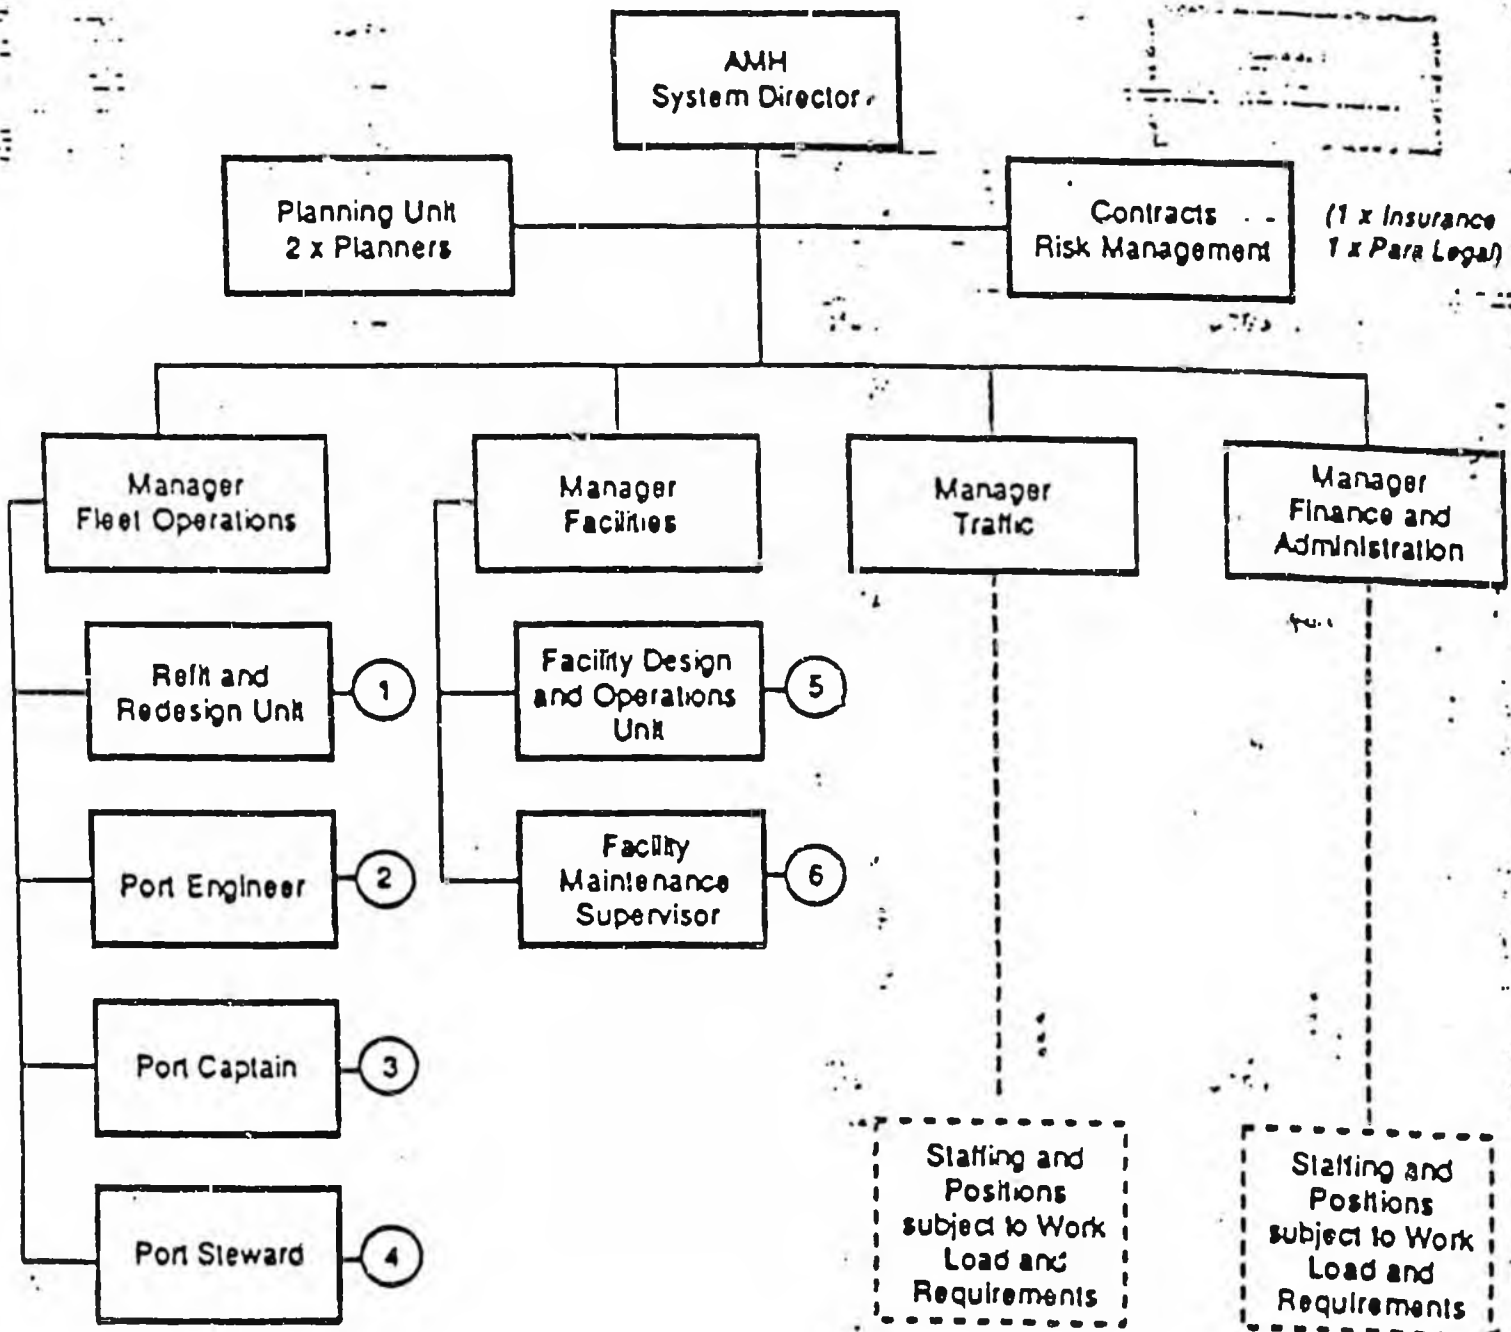 AMH
System Director
Planning Unit
2 x Planners
Contracts
Risk Management
(1 x Insurance
1 x Para Legal)
Manager
Fleet Operations
Manager
Facilities
Manager
Traffic
Manager
Finance and
Administration
Refit and
Redesign Unit
1
Facility Design
and Operations
Unit
5
Port Engineer
2
Facility
Maintenance
Supervisor
6
Port Captain
3
Port Steward
4
Staffing and
Positions
subject to Work
Load and
Requirements
Staffing and
Positions
subject to Work
Load and
Requirements